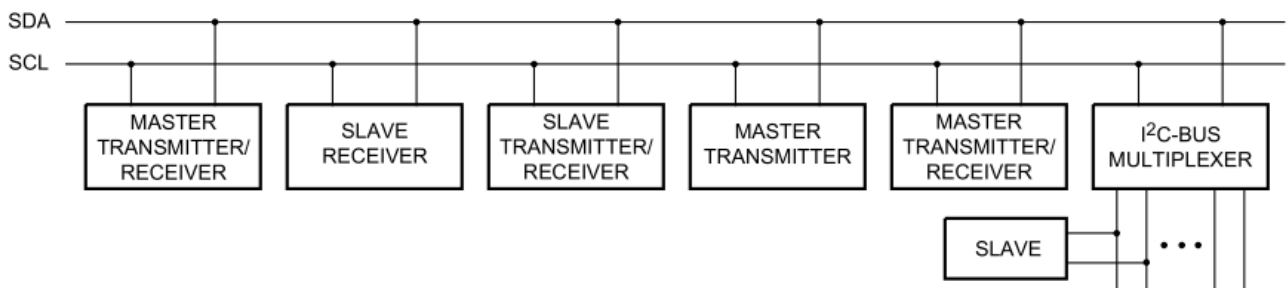 SDA
SCL
MASTER
TRANSMITTER/
RECEIVER
SLAVE
RECEIVER
SLAVE
TRANSMITTER/
RECEIVER
MASTER
TRANSMITTER
MASTER
TRANSMITTER/
RECEIVER
I²C-BUS
MULTIPLEXER
SLAVE